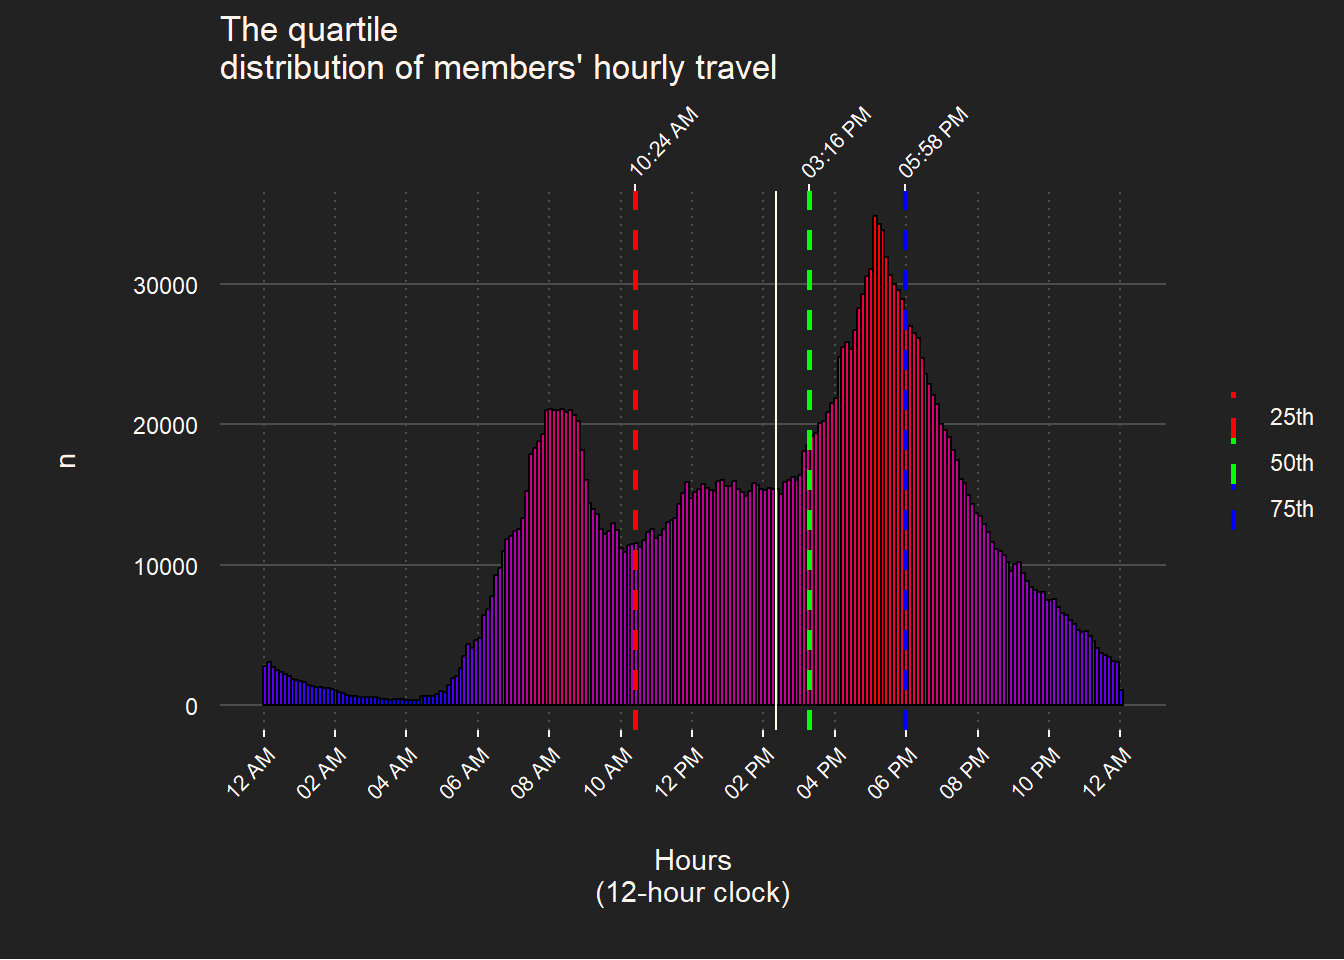 The quartile
distribution of members' hourly travel
10:24 AM
03:16 PM
05:58 PM
30000
20000
10000
0
n
12 AM
02 AM
04 AM
06 AM
08 AM
10 AM
12 PM
02 PM
04 PM
06 PM
08 PM
10 PM
12 AM
Hours
(12-hour clock)
25th
50th
75th